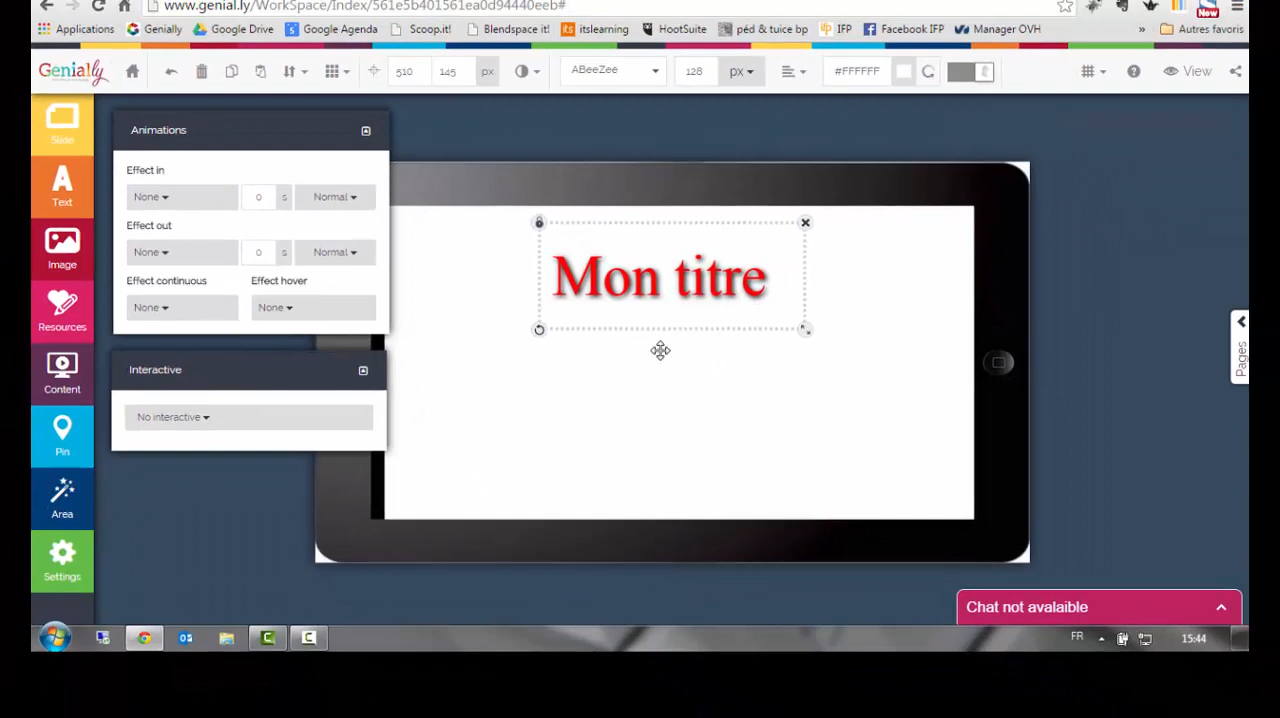 www.genial.ly/WorkSpace/Index/561e5b401561ea0d94440eeb#
New
Applications Genially Google Drive Google Agenda Scoop.it! Blendspace it! its itslearning HootSuite péd & tuice bp IFP Facebook IFP Manager OVH » Autres favoris
Genially 510 145 px ABeeZee 128 px #FFFFFF View
Slide
Text
Image
Resources
Content
Pin
Area
Settings
Animations
Effect in
None 0 s Normal
Effect out
None 0 s Normal
Effect continuous Effect hover
None None
Interactive
No interactive
Mon titre
Pages
Chat not avalaible
FR 15:44